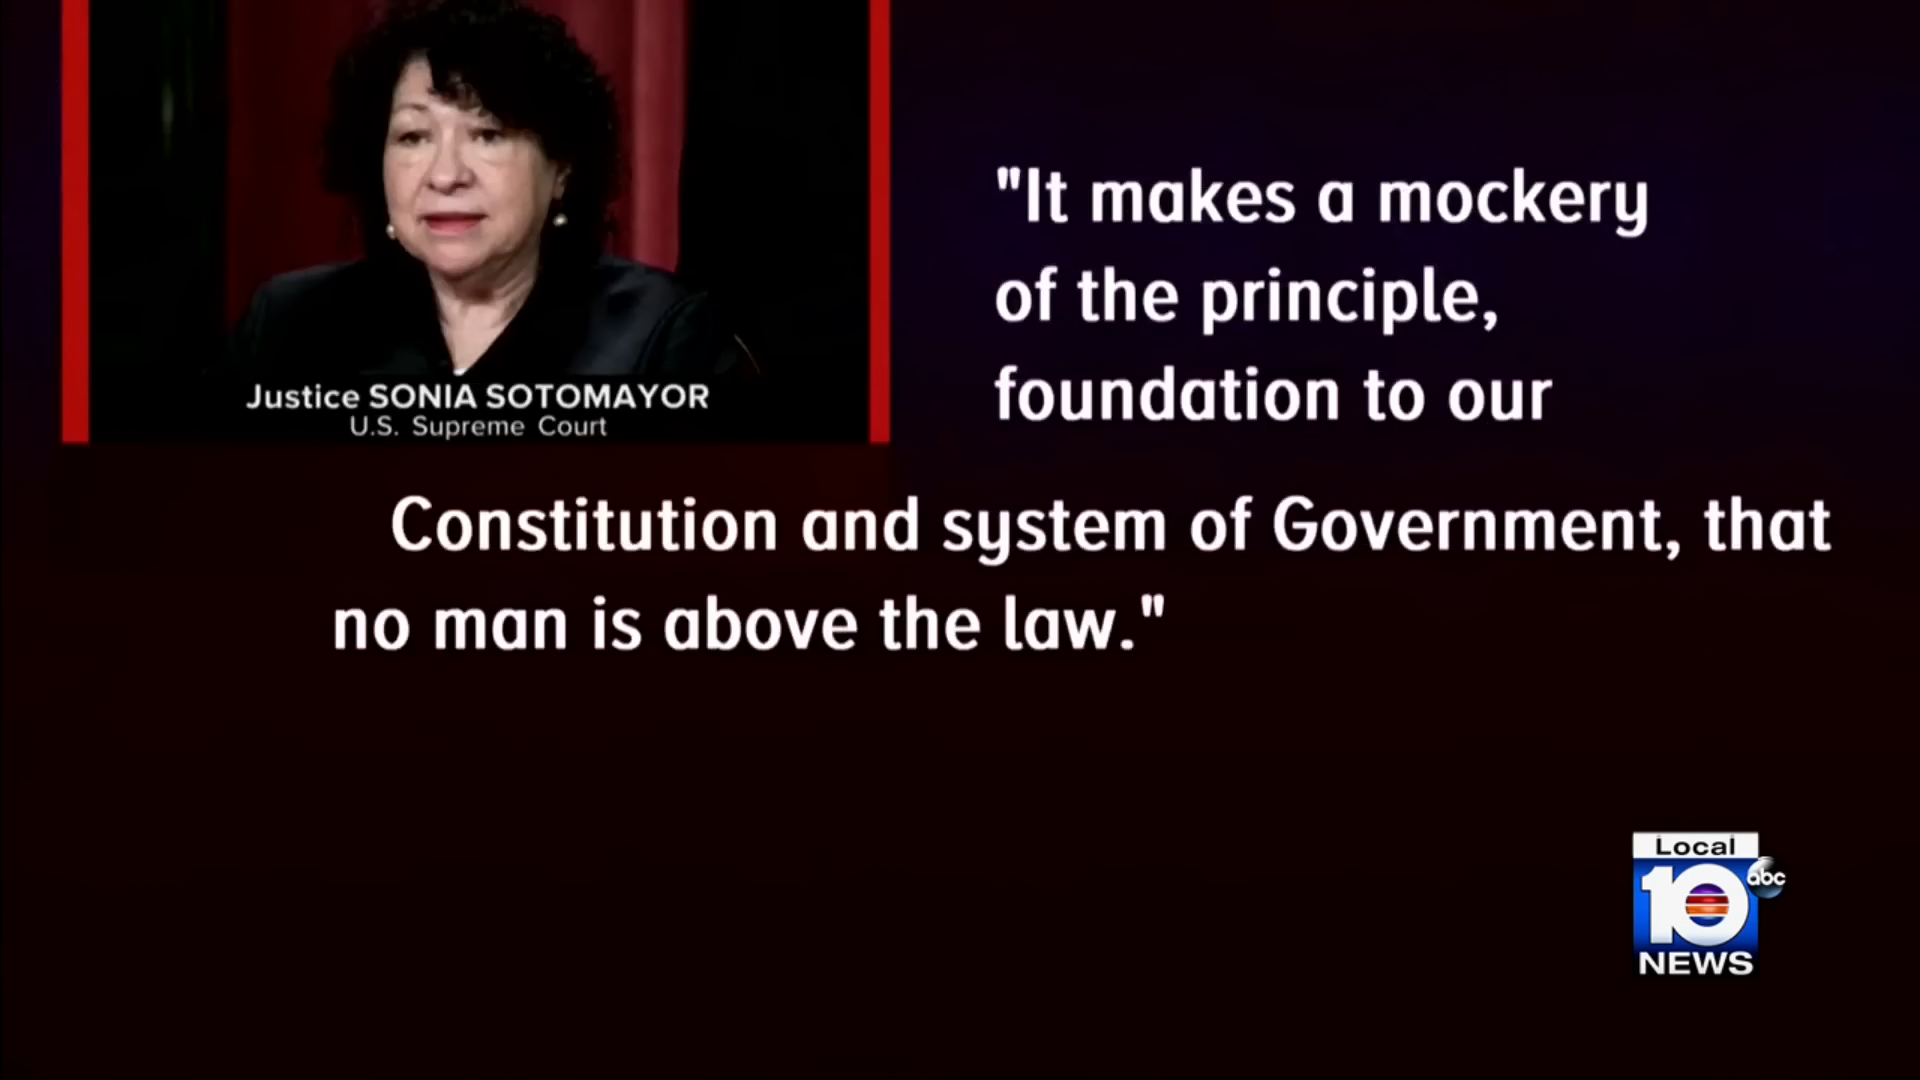 "It makes a mockery
of the principle,
foundation to our
Constitution and system of Government, that
no man is above the law."
Justice SONIA SOTOMAYOR
U.S. Supreme Court
Local
10
abc
NEWS